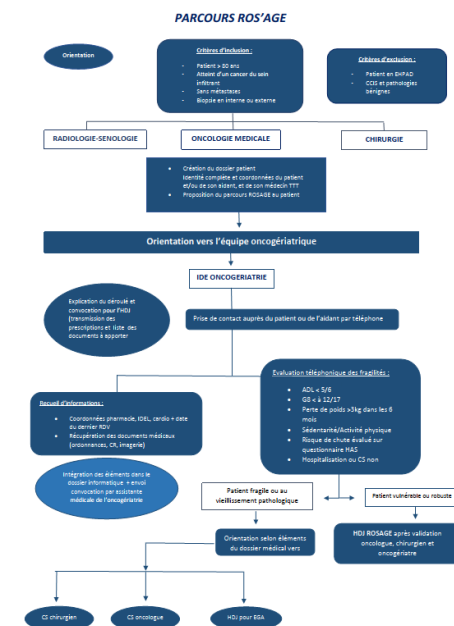 PARCOURS ROS'AGE
Orientation
Critères d'inclusion :
- Patient > 80 ans
- Atteint d'un cancer du sein
infiltrant
- Sans métastases
- Biopsie en interne ou externe
Critères d'exclusion :
- Patient en EHPAD
- CCIS et pathologies
bénignes
RADIOLOGIE-SENOLOGIE
ONCOLOGIE MEDICALE
CHIRURGIE
• Création du dossier patient
Identité complète et coordonnées du patient
et/ou de son aidant, et de son médecin TTT
• Proposition du parcours ROSAGE au patient
Orientation vers l'équipe oncogériatrique
IDE ONCOGERIATRIE
Explication du déroulé et
convocation pour l'HDJ
(transmission des
prescriptions et liste des
documents à apporter
Prise de contact auprès du patient ou de l'aidant par téléphone
Evaluation téléphonique des fragilités :
• ADL < 5/6
• G8 < à 12/17
• Perte de poids >3kg dans les 6
mois
• Sédentarité/Activité physique
• Risque de chute évalué sur
questionnaire HAS
• Hospitalisation ou CS non
Recueil d'informations :
• Coordonnées pharmacie, IDEL, cardio + date
du dernier RDV
• Récupération des documents médicaux
(ordonnances, CR, imagerie)
Intégration des éléments dans le
dossier informatique + envoi
convocation par assistante
médicale de l'oncogériatrie
Patient fragile ou au
vieillissement pathologique
Patient vulnérable ou robuste
Orientation selon éléments
du dossier médical vers
HDJ ROSAGE après validation
oncologue, chirurgien et
oncogériatre
CS chirurgien
CS oncologue
HDJ pour EGA